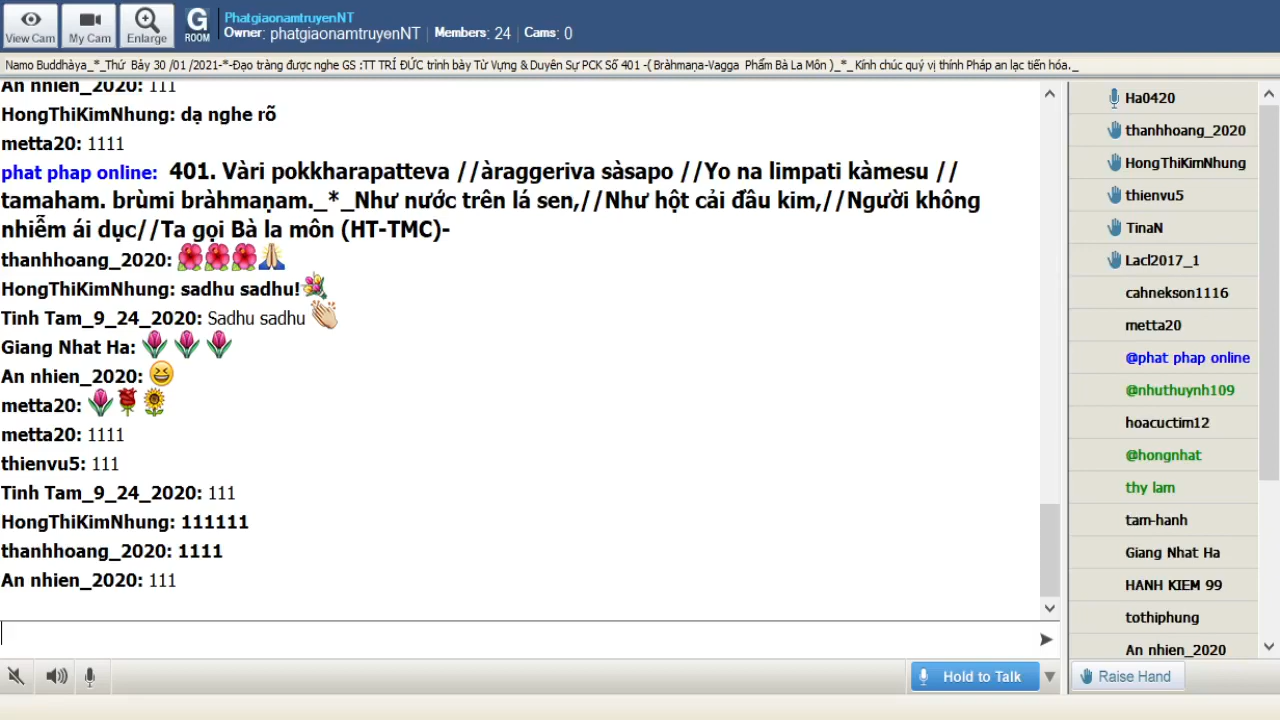 View Cam
My Cam
Enlarge
G
ROOM
PhatgiaonamtruyenNT
Owner: phatgiaonamtruyenNT | Members: 24 | Cams: 0
Namo Buddhàya_*_Thứ Bảy 30 /01 /2021-*-Đạo tràng được nghe GS :TT TRÍ ĐỨC trình bày Từ Vựng & Duyên Sự PCK Số 401 -( Bràhmaṇa-Vagga Phẩm Bà La Môn )_*_ Kính chúc quý vị thính Pháp an lạc tiến hóa._
An nhien_2020: 111
HongThiKimNhung: dạ nghe rõ
metta20: 1111
phat phap online: 401. Vàri pokkharapatteva //àraggeriva sàsapo //Yo na limpati kàmesu //
tamaham. brùmi bràhmaṇam._*_Như nước trên lá sen,//Như hột cải đầu kim,//Người không
nhiễm ái dục//Ta gọi Bà la môn (HT-TMC)-
thanhhoang_2020:
HongThiKimNhung: sadhu sadhu!
Tinh Tam_9_24_2020: Sadhu sadhu
Giang Nhat Ha:
An nhien_2020:
metta20:
metta20: 1111
thienvu5: 111
Tinh Tam_9_24_2020: 111
HongThiKimNhung: 111111
thanhhoang_2020: 1111
An nhien_2020: 111
Hold to Talk
Ha0420
thanhhoang_2020
HongThiKimNhung
thienvu5
TinaN
Lacl2017_1
cahnekson1116
metta20
@phat phap online
@nhuthuynh109
hoacuctim12
@hongnhat
thy lam
tam-hanh
Giang Nhat Ha
HANH KIEM 99
tothiphung
An nhien_2020
Raise Hand